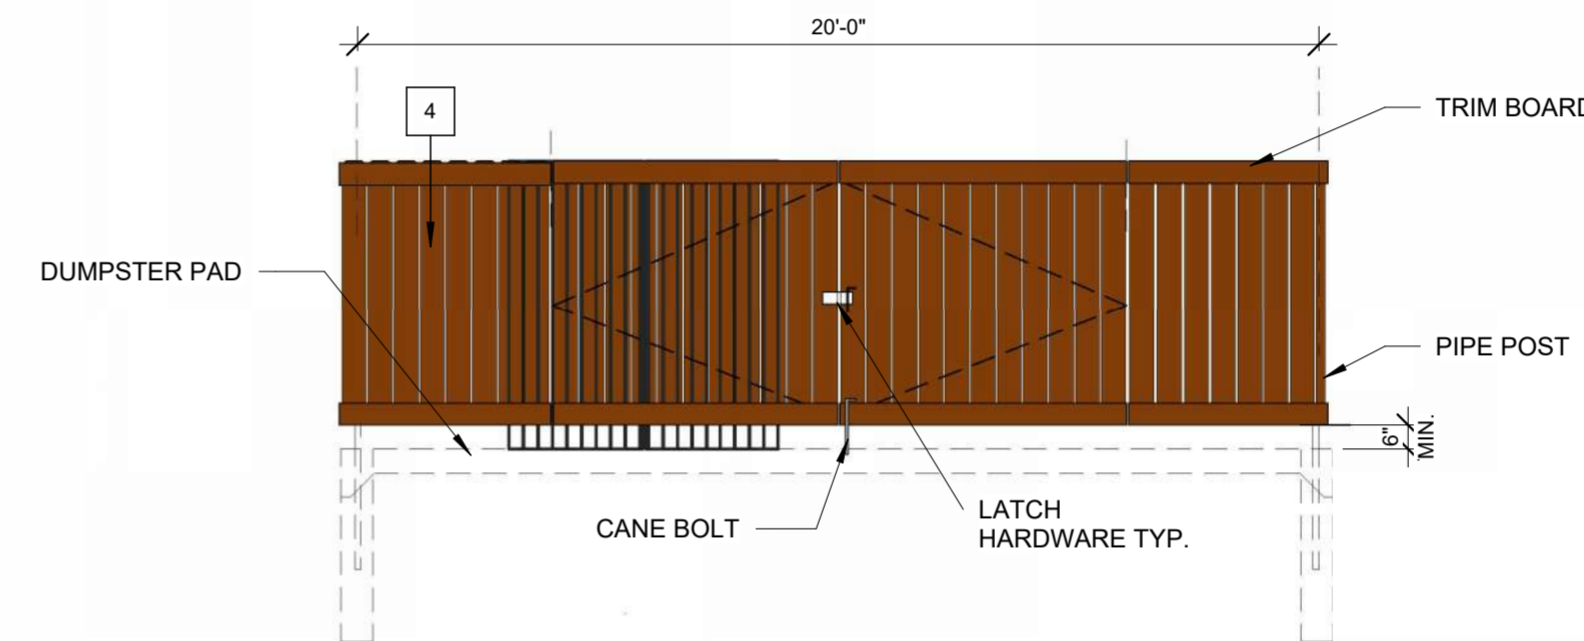 20'-0"
4
TRIM BOARD
DUMPSTER PAD
PIPE POST
6"
MIN.
LATCH
HARDWARE TYP.
CANE BOLT